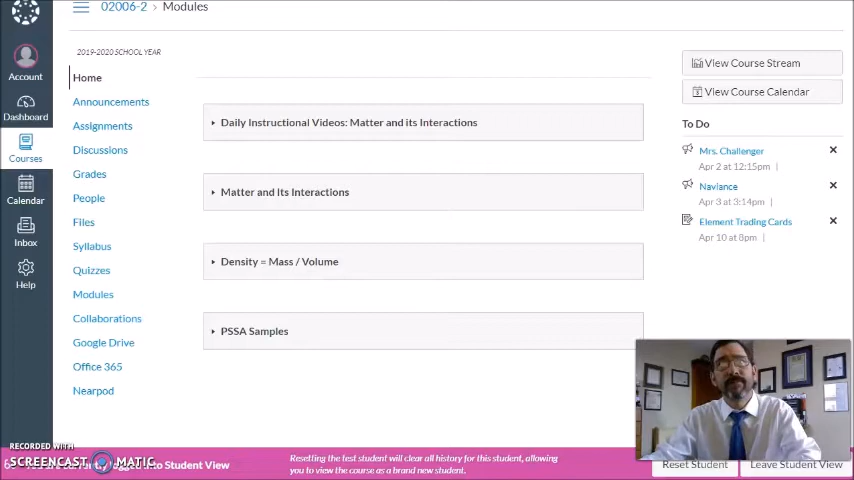 02006-2 > Modules
2019-2020 SCHOOL YEAR
Account
Dashboard
Courses
Calendar
Inbox
Help
Home
Announcements
Assignments
Discussions
Grades
People
Files
Syllabus
Quizzes
Modules
Collaborations
Google Drive
Office 365
Nearpod
Daily Instructional Videos: Matter and its Interactions
Matter and Its Interactions
Density = Mass / Volume
PSSA Samples
View Course Stream
View Course Calendar
To Do
Mrs. Challenger
Apr 2 at 12:15pm |
Naviance
Apr 3 at 3:14pm |
Element Trading Cards
Apr 10 at 8pm |
RECORDED WITH
SCREENCAST MATIC
currently logged into Student View
Resetting the test student will clear all history for this student, allowing
you to view the course as a brand new student.
Reset Student
Leave Student View